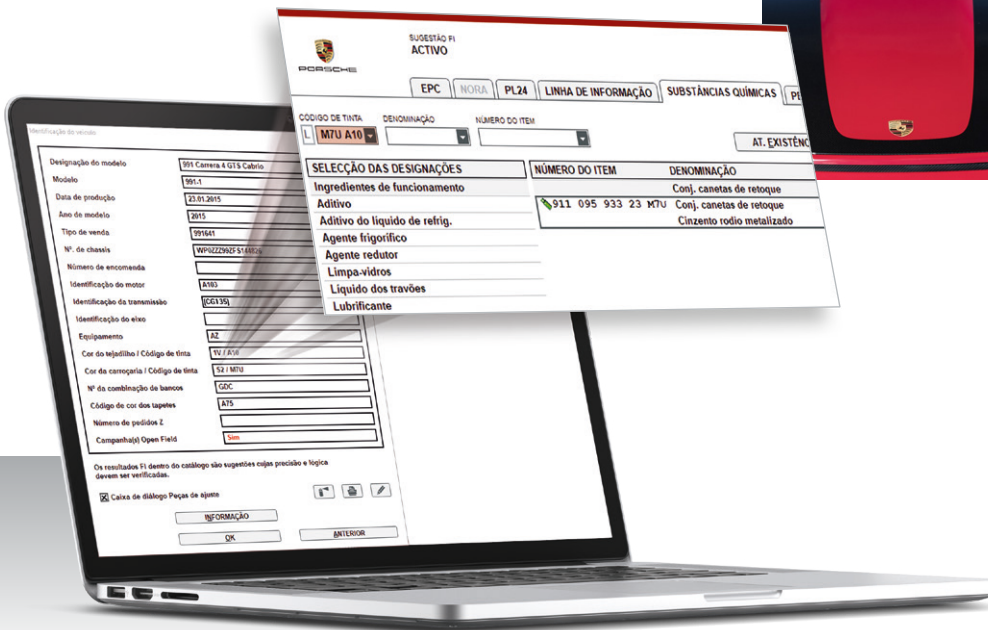 PORSCHE
SUGESTÃO FI
ACTIVO
EPC NORA PL24 LINHA DE INFORMAÇÃO SUBSTÂNCIAS QUÍMICAS
CÓDIGO DE TINTA DENOMINAÇÃO NÚMERO DO ITEM
L M7U A10
AT. EXISTÊNC
SELECÇÃO DAS DESIGNAÇÕES
Ingredientes de funcionamento
Aditivo
Aditivo do líquido de refrig.
Agente frigorífico
Agente redutor
Limpa-vidros
Líquido dos travões
Lubrificante
NÚMERO DO ITEM DENOMINAÇÃO
Conj. canetas de retoque
911 095 933 23 M7U Conj. canetas de retoque
Cinzento rodio metalizado
Identificação do veículo
Designação do modelo 991 Carrera 4 GTS Cabrio
Modelo 991-1
Data de produção 23.01.2015
Ano de modelo 2015
Tipo de venda 991641
Nº. de chassis
Número de encomenda
Identificação do motor A103
Identificação da transmissão (CG135)
Identificação do eixo
Equipamento AZ
Cor do tejadilho / Código de tinta 1V / A10
Cor da carroçaria / Código de tinta S2 / M7U
Nº da combinação de bancos GDC
Código de cor dos tapetes A75
Número de pedidos Z
Campanha(s) Open Field Sim
Os resultados FI dentro do catálogo são sugestões cujas precisão e lógica
devem ser verificadas.
Caixa de diálogo Peças de ajuste
INFORMAÇÃO
OK ANTERIOR